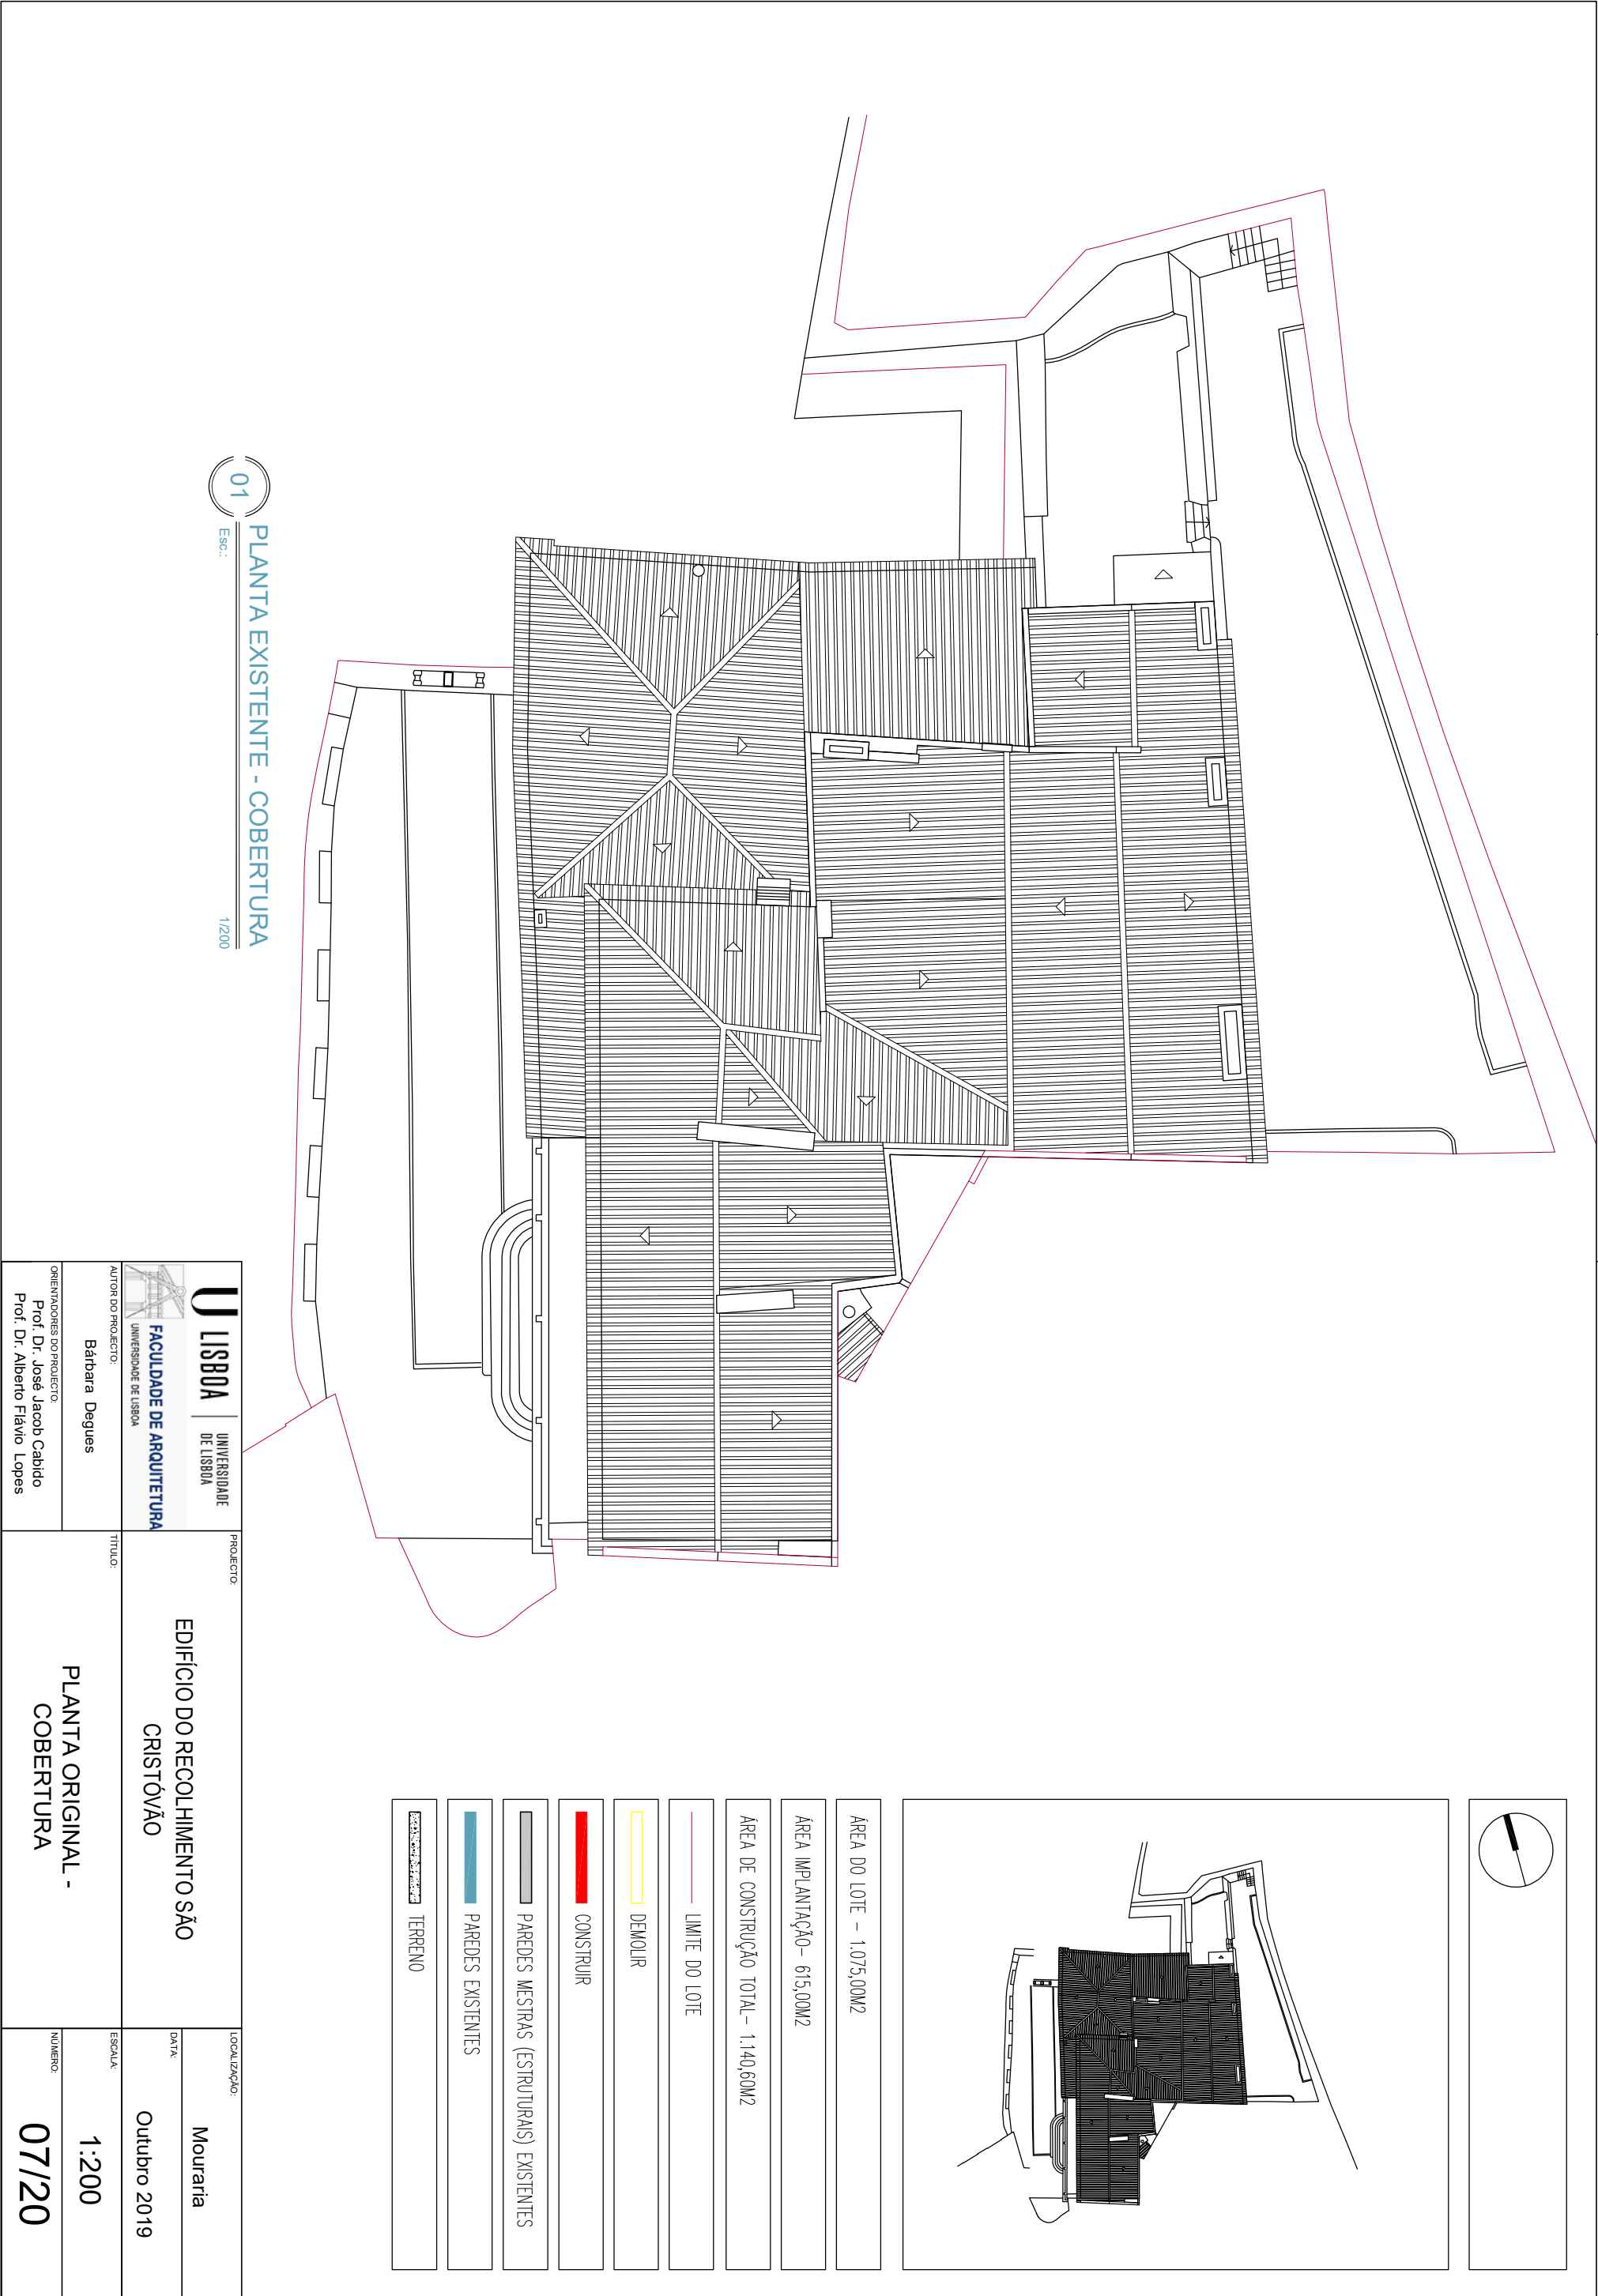 01
PLANTA EXISTENTE - COBERTURA
Esc.:
1/200
ÁREA DO LOTE - 1.075,00M2
ÁREA IMPLANTAÇÃO- 615,00M2
ÁREA DE CONSTRUÇÃO TOTAL- 1.140,60M2
LIMITE DO LOTE
DEMOLIR
CONSTRUIR
PAREDES MESTRAS (ESTRUTURAIS) EXISTENTES
PAREDES EXISTENTES
TERRENO
U LISBOA
UNIVERSIDADE
DE LISBOA
FACULDADE DE ARQUITETURA
UNIVERSIDADE DE LISBOA
AUTOR DO PROJECTO:
Bárbara Degues
ORIENTADORES DO PROJECTO:
Prof. Dr. José Jacob Cabido
Prof. Dr. Alberto Flávio Lopes
PROJECTO:
EDIFÍCIO DO RECOLHIMENTO SÃO
CRISTÓVÃO
TÍTULO:
PLANTA ORIGINAL -
COBERTURA
LOCALIZAÇÃO:
Mouraria
DATA:
Outubro 2019
ESCALA:
1:200
NÚMERO:
07/20